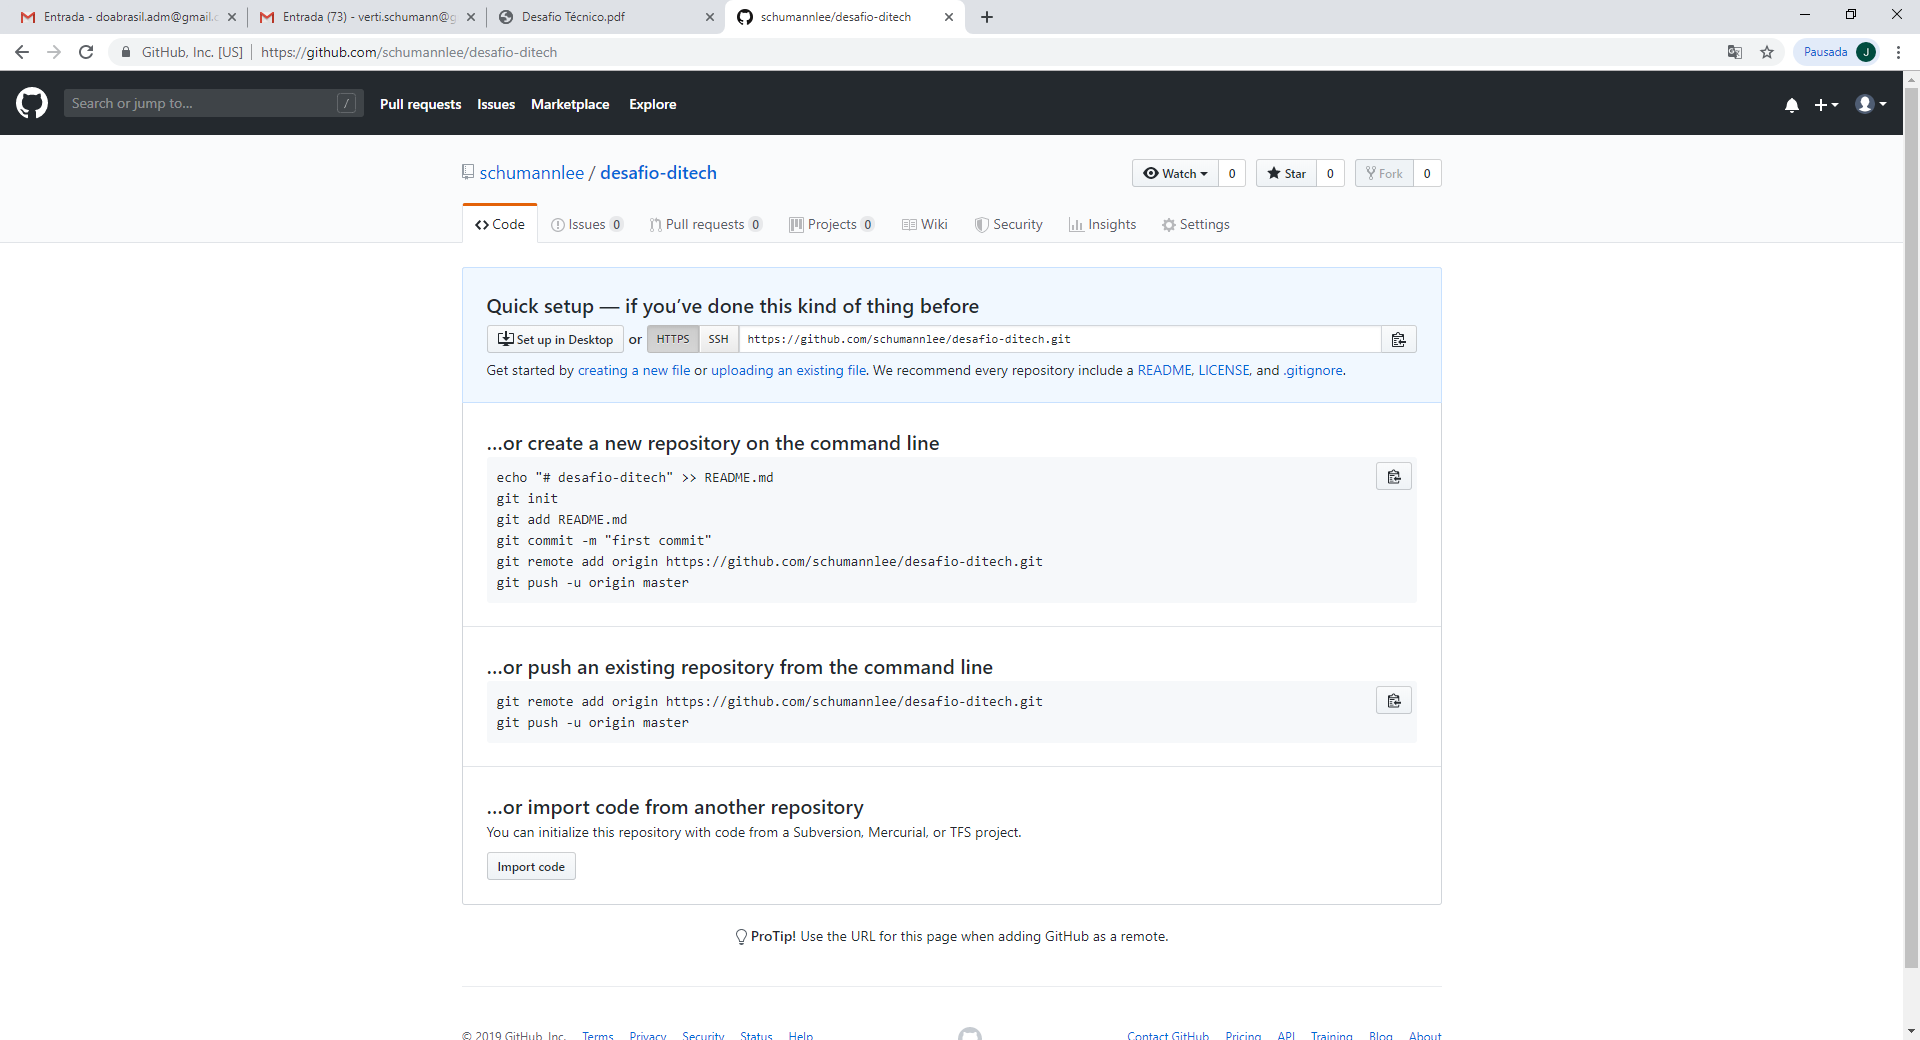 Entrada - doabrasil.adm@gmail.c
Entrada (73) - verti.schumann@g
Desafio Técnico.pdf
schumannlee/desafio-ditech
GitHub, Inc. [US] https://github.com/schumannlee/desafio-ditech
Pausada J
Search or jump to... /
Pull requests Issues Marketplace Explore
schumannlee / desafio-ditech
Watch 0 Star 0 Fork 0
Code Issues 0 Pull requests 0 Projects 0 Wiki Security Insights Settings
Quick setup — if you’ve done this kind of thing before
Set up in Desktop or HTTPS SSH https://github.com/schumannlee/desafio-ditech.git
Get started by creating a new file or uploading an existing file. We recommend every repository include a README, LICENSE, and .gitignore.
…or create a new repository on the command line
echo "# desafio-ditech" >> README.md
git init
git add README.md
git commit -m "first commit"
git remote add origin https://github.com/schumannlee/desafio-ditech.git
git push -u origin master
…or push an existing repository from the command line
git remote add origin https://github.com/schumannlee/desafio-ditech.git
git push -u origin master
…or import code from another repository
You can initialize this repository with code from a Subversion, Mercurial, or TFS project.
Import code
ProTip! Use the URL for this page when adding GitHub as a remote.
© 2019 GitHub, Inc. Terms Privacy Security Status Help Contact GitHub Pricing API Training Blog About